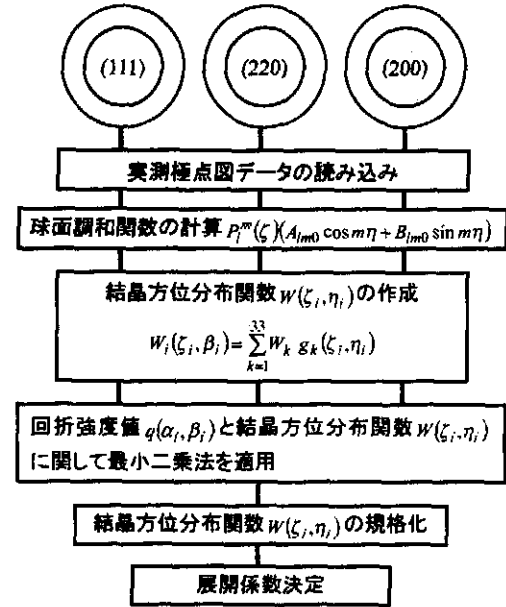 (111) (220) (200)
実測極点図データの読み込み
球面調和関数の計算 P_l^m(ζ)(A_{lm0} cos mη + B_{lm0} sin mη)
結晶方位分布関数 W(ζ_i,η_i) の作成
W_i(ζ_i,β_i) = \sum_{k=1}^{33} W_k g_k(ζ_i,η_i)
回折強度値 q(α_i,β_i) と結晶方位分布関数 W(ζ_i,η_i)
に関して最小二乗法を適用
結晶方位分布関数 W(ζ_i,η_i) の規格化
展開係数決定